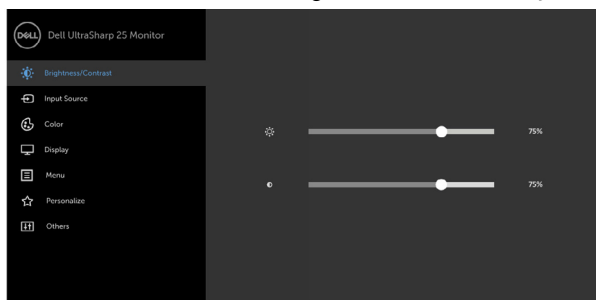 DELL Dell UltraSharp 25 Monitor
Brightness/Contrast
Input Source
Color
75%
Display
Menu
75%
Personalize
Others